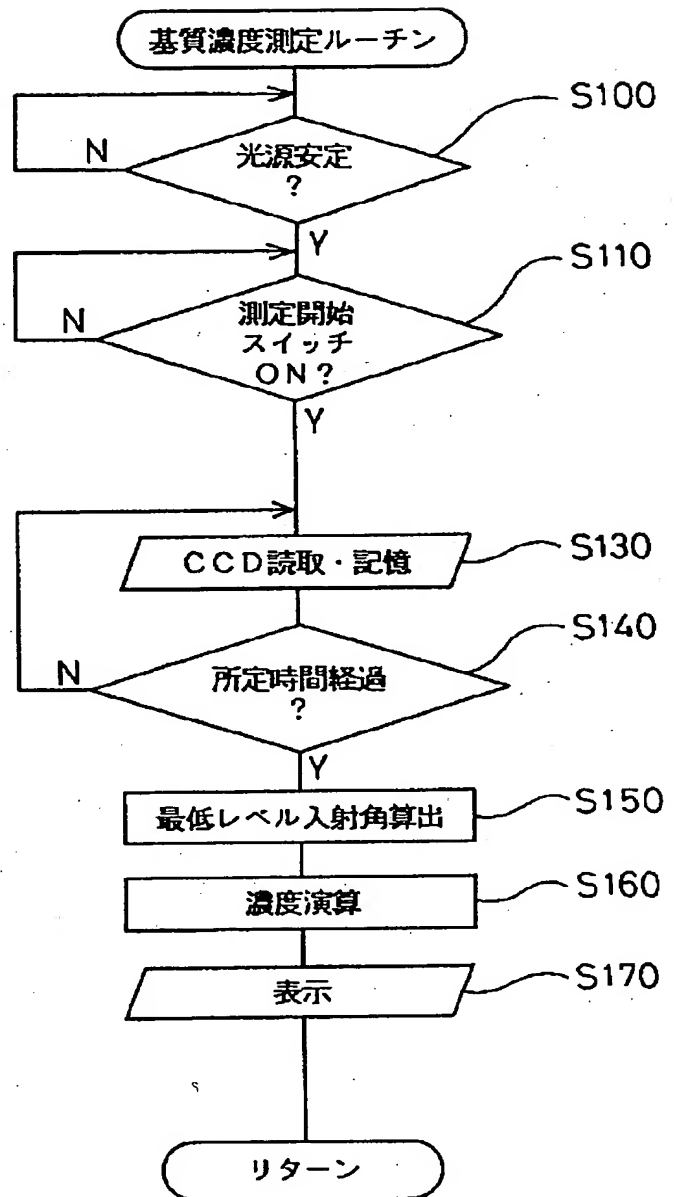 基質濃度測定ルーチン
S100
光源安定
?
N
Y
S110
測定開始
スイッチ
ON?
N
Y
CCD読取・記憶
S130
S140
所定時間経過
?
N
Y
最低レベル入射角算出
S150
濃度演算
S160
表示
S170
リターン